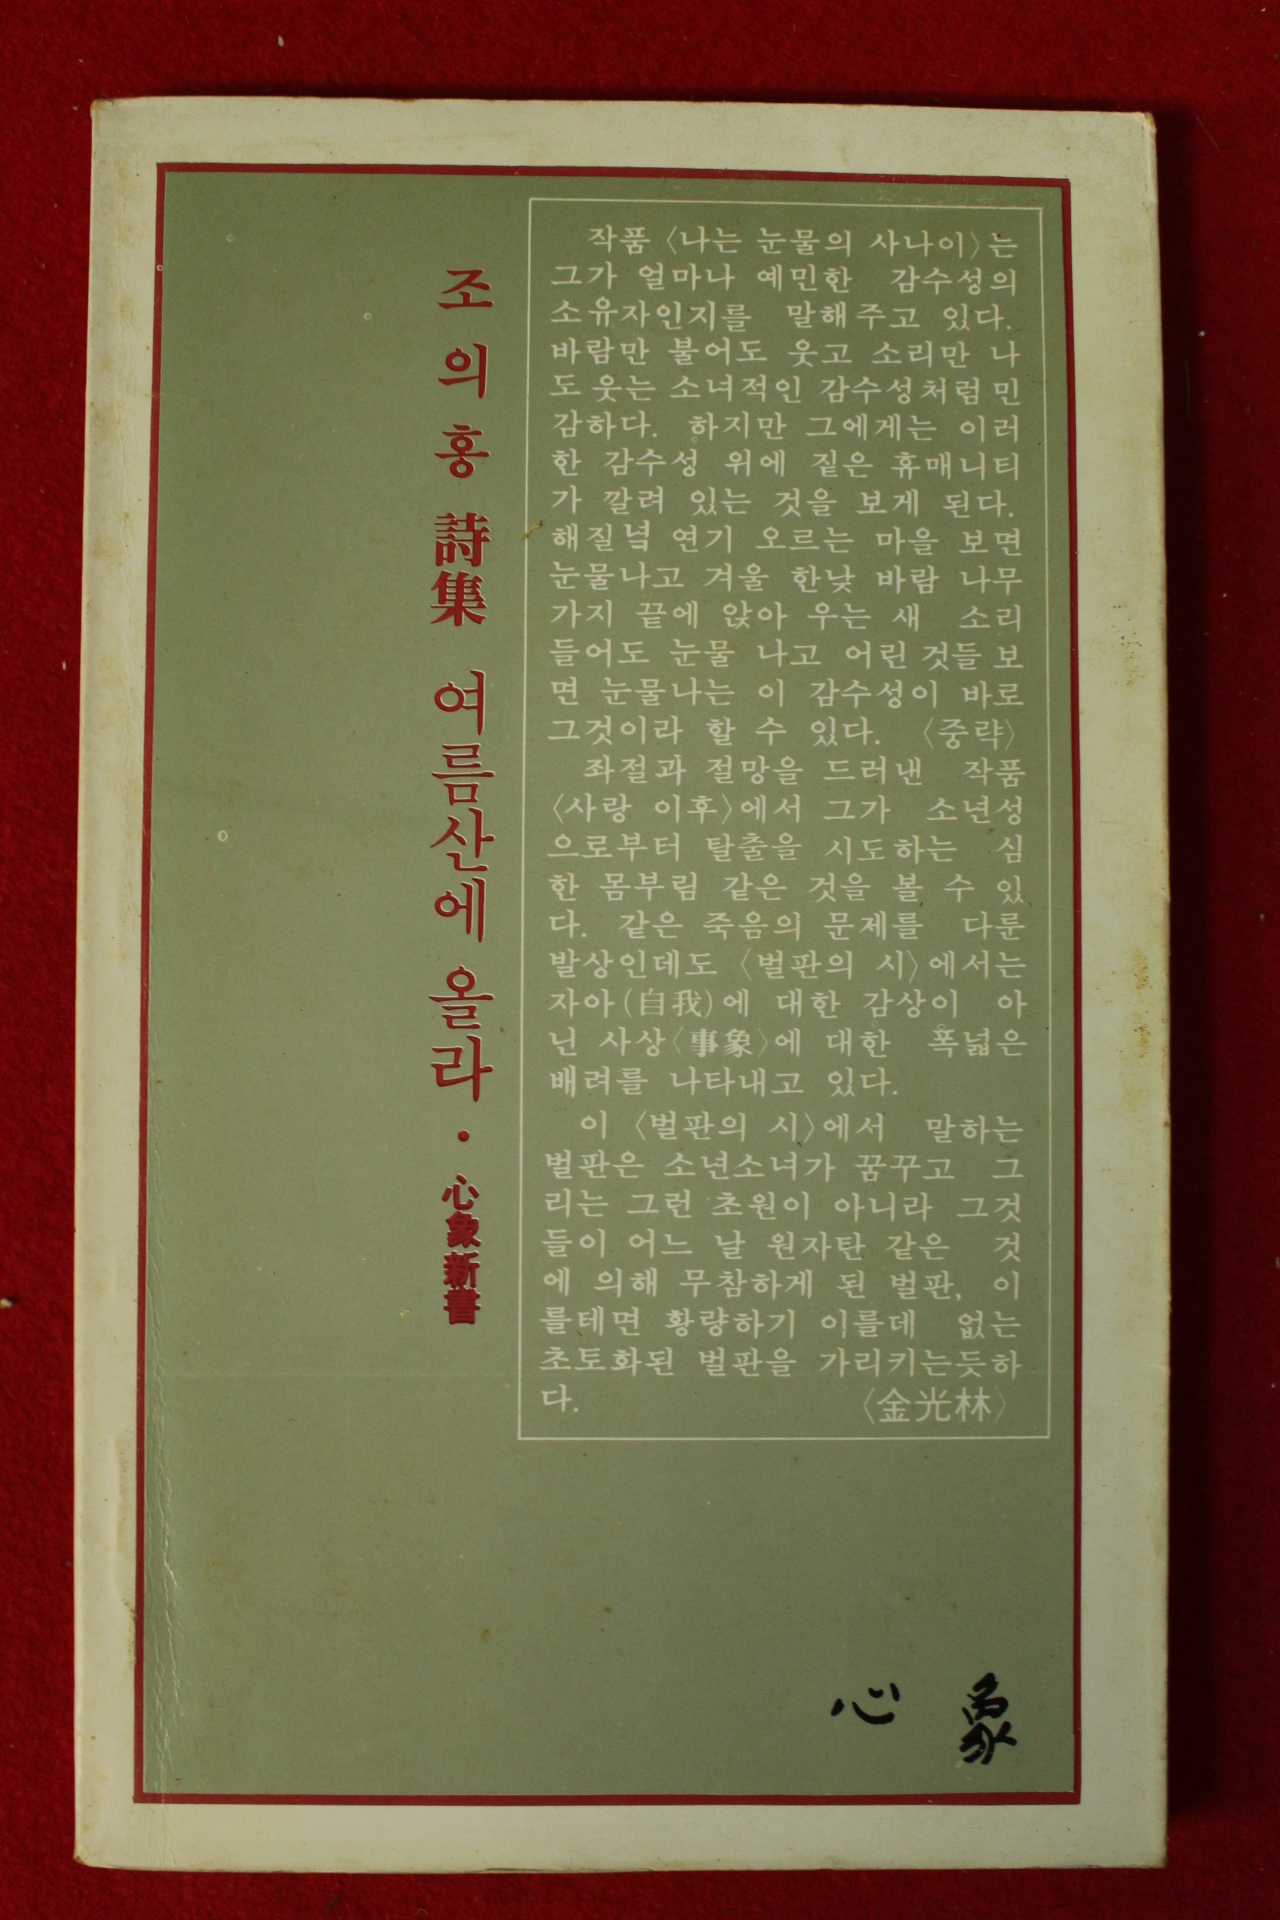 조의홍 詩集 여름산에 올라·心象新書
작품 〈나는 눈물의 사나이〉는
그가 얼마나 예민한 감수성의
소유자인지를 말해주고 있다.
바람만 불어도 웃고 소리만 나
도 웃는 소녀적인 감수성처럼 민
감하다. 하지만 그에게는 이러
한 감수성 위에 짙은 휴매니티
가 깔려 있는 것을 보게 된다.
해질녘 연기 오르는 마을 보면
눈물나고 겨울 한낮 바람 나무
가지 끝에 앉아 우는 새 소리
들어도 눈물 나고 어린 것들 보
면 눈물나는 이 감수성이 바로
그것이라 할 수 있다. 〈중략〉
좌절과 절망을 드러낸 작품
〈사랑 이후〉에서 그가 소년성
으로부터 탈출을 시도하는 심
한 몸부림 같은 것을 볼 수 있
다. 같은 죽음의 문제를 다룬
발상인데도 〈벌판의 시〉에서는
자아(自我)에 대한 감상이 아
닌 사상〈事象〉에 대한 폭넓은
배려를 나타내고 있다.
이 〈벌판의 시〉에서 말하는
벌판은 소년소녀가 꿈꾸고 그
리는 그런 초원이 아니라 그것
들이 어느 날 원자탄 같은 것
에 의해 무참하게 된 벌판, 이
를테면 황량하기 이를데 없는
초토화된 벌판을 가리키는듯하
다. 〈金光林〉
心象